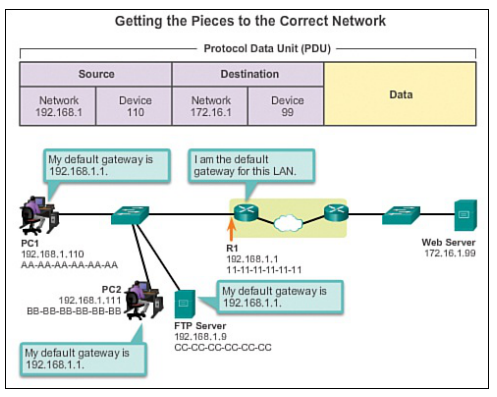 Getting the Pieces to the Correct Network
Protocol Data Unit (PDU)
Source
Destination
Data
Network
192.168.1
Device
110
Network
172.16.1
Device
99
My default gateway is
192.168.1.1.
I am the default
gateway for this LAN.
PC1
192.168.1.110
AA-AA-AA-AA-AA-AA
R1
192.168.1.1
11-11-11-11-11-11
Web Server
172.16.1.99
PC2
192.168.1.111
BB-BB-BB-BB-BB-BB
My default gateway is
192.168.1.1.
FTP Server
192.168.1.9
CC-CC-CC-CC-CC-CC
My default gateway is
192.168.1.1.